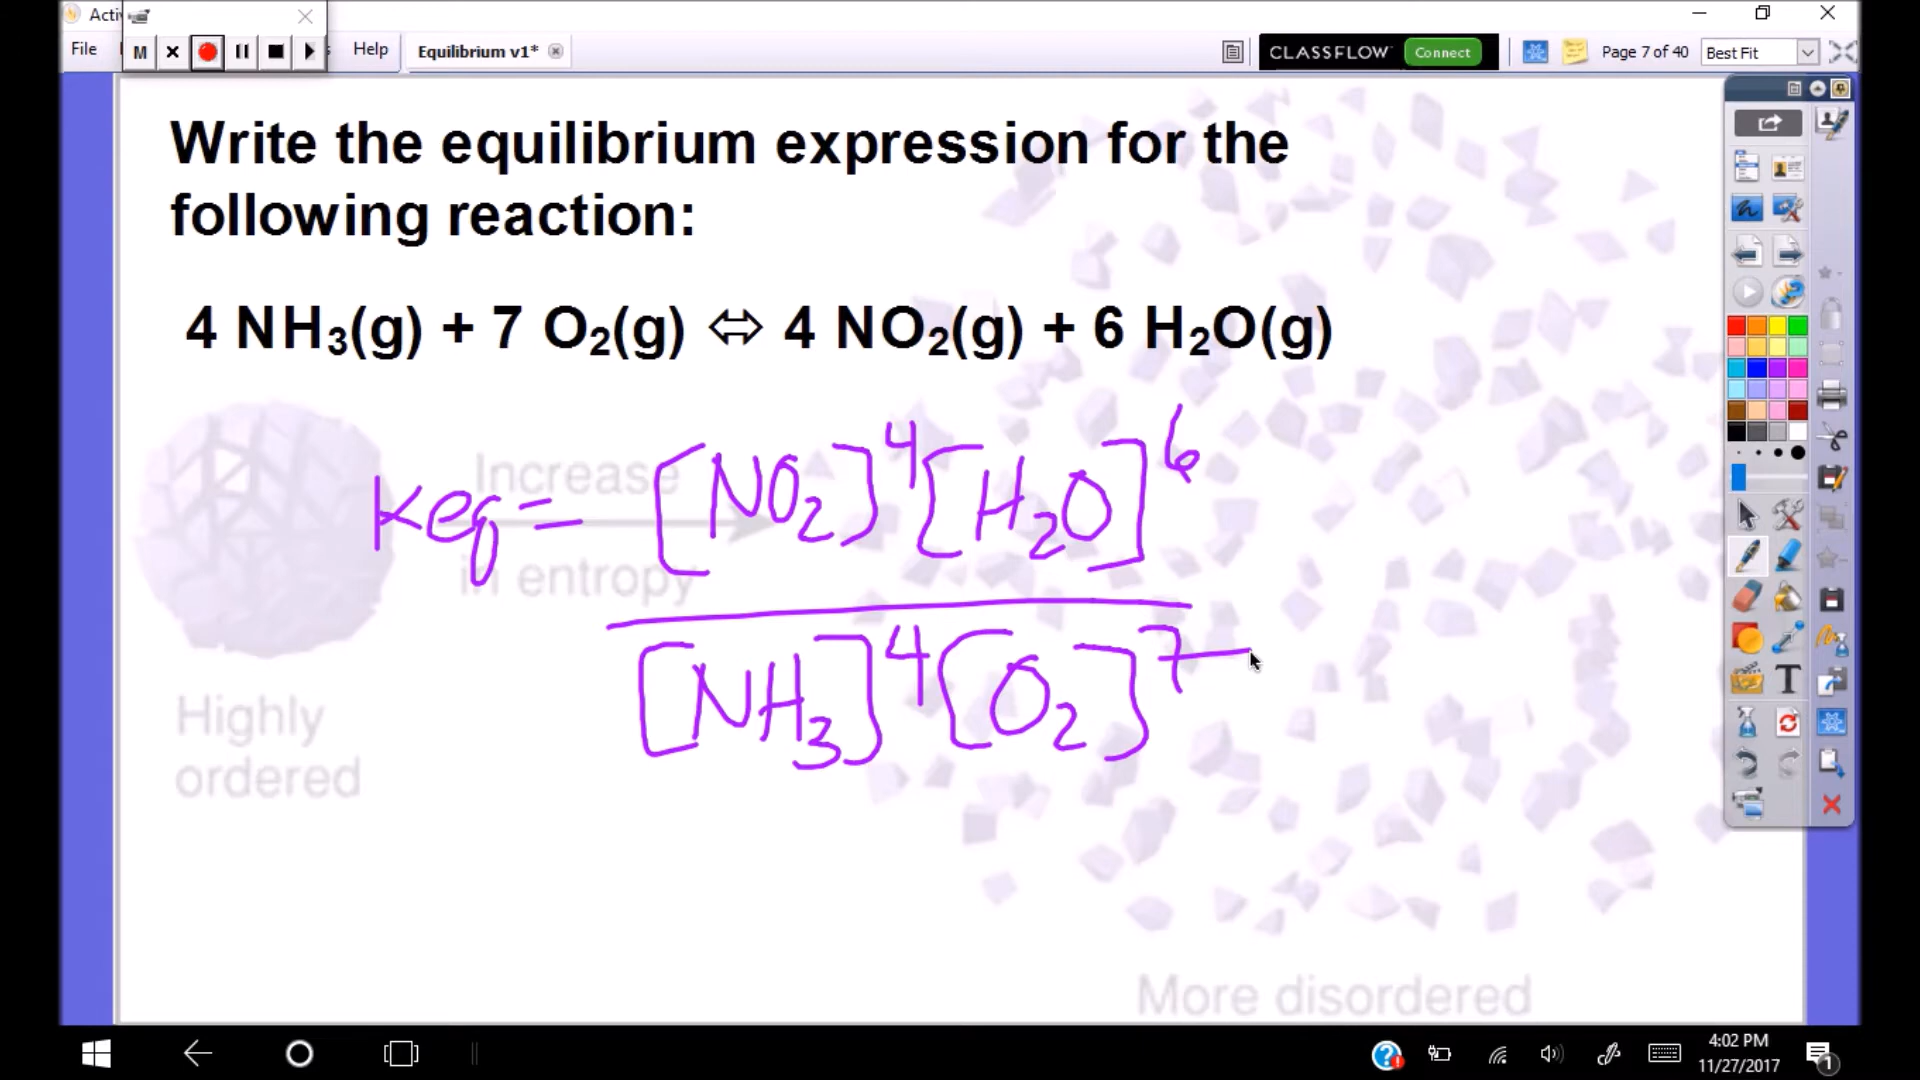 Acti
M
File
Help
Equilibrium v1*
CLASSFLOW Connect
Page 7 of 40
Best Fit
Write the equilibrium expression for the
following reaction:
4 NH₃(g) + 7 O₂(g) ⇔ 4 NO₂(g) + 6 H₂O(g)
Increase
in entropy
Keq = [NO₂]⁴[H₂O]⁶
[NH₃]⁴[O₂]⁷
Highly
ordered
More disordered
T
4:02 PM
11/27/2017
1